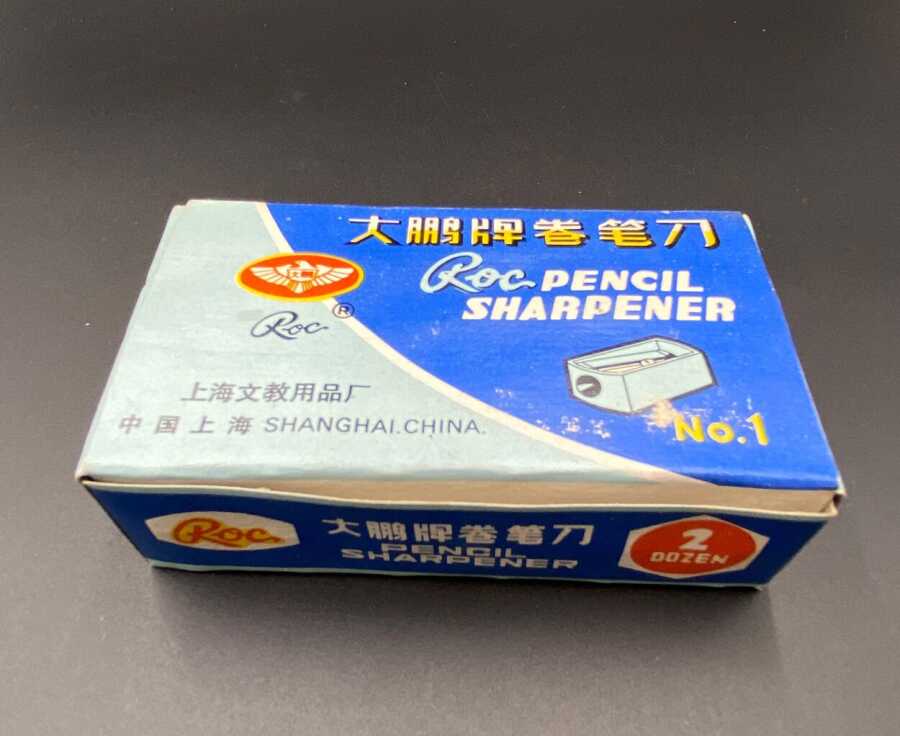 大鹏牌卷笔刀
Roc PENCIL
SHARPENER
Roc ®
上海文教用品厂
中国上海 SHANGHAI.CHINA.
No.1
Roc
大鹏牌卷笔刀
PENCIL
SHARPENER
2
DOZEN